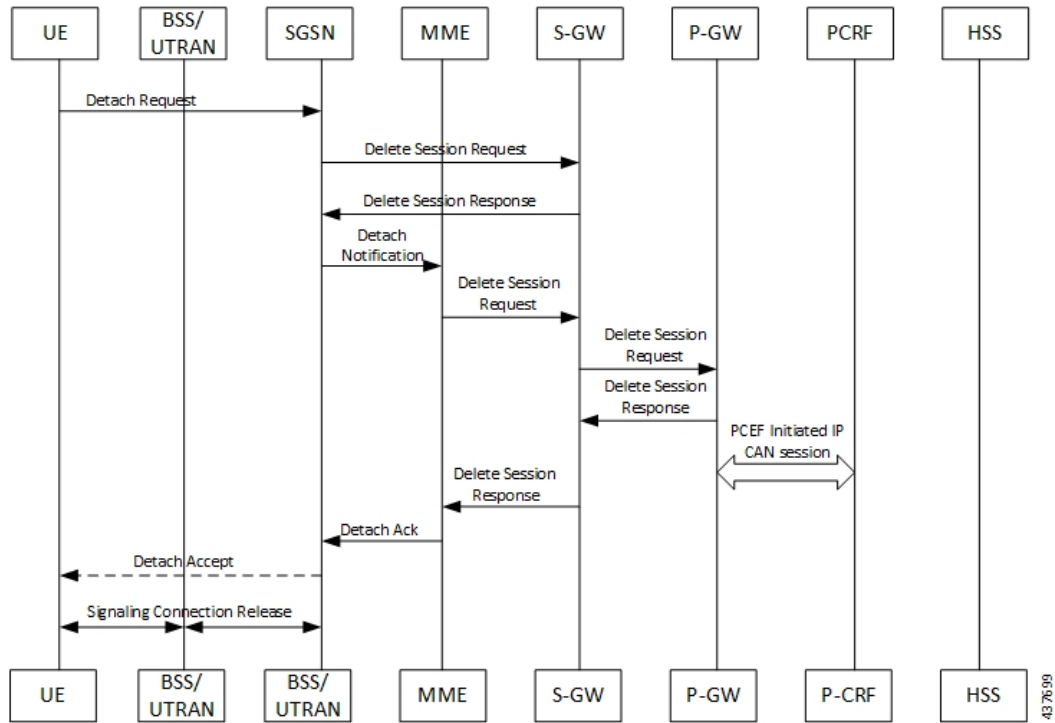 UE
BSS/
UTRAN
SGSN
MME
S-GW
P-GW
PCRF
HSS
Detach Request
Delete Session Request
Delete Session Response
Detach
Notification
Delete Session
Request
Delete Session
Request
Delete Session
Response
PCEF Initiated IP
CAN session
Delete Session
Response
Detach Ack
Detach Accept
Signaling Connection Release
UE
BSS/
UTRAN
BSS/
UTRAN
MME
S-GW
P-GW
P-CRF
HSS
437699